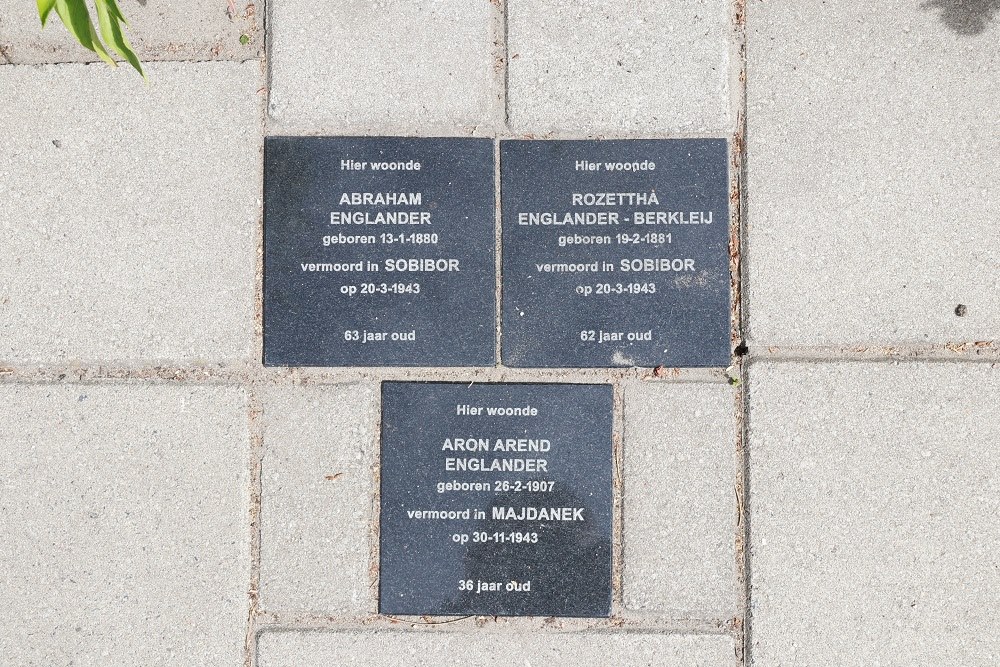 Hier woonde
ABRAHAM
ENGLANDER
geboren 13-1-1880
vermoord in SOBIBOR
op 20-3-1943
63 jaar oud
Hier woonde
ROZETTHÀ
ENGLANDER - BERKLEIJ
geboren 19-2-1881
vermoord in SOBIBOR
op 20-3-1943
62 jaar oud
Hier woonde
ARON AREND
ENGLANDER
geboren 26-2-1907
vermoord in MAJDANEK
op 30-11-1943
36 jaar oud